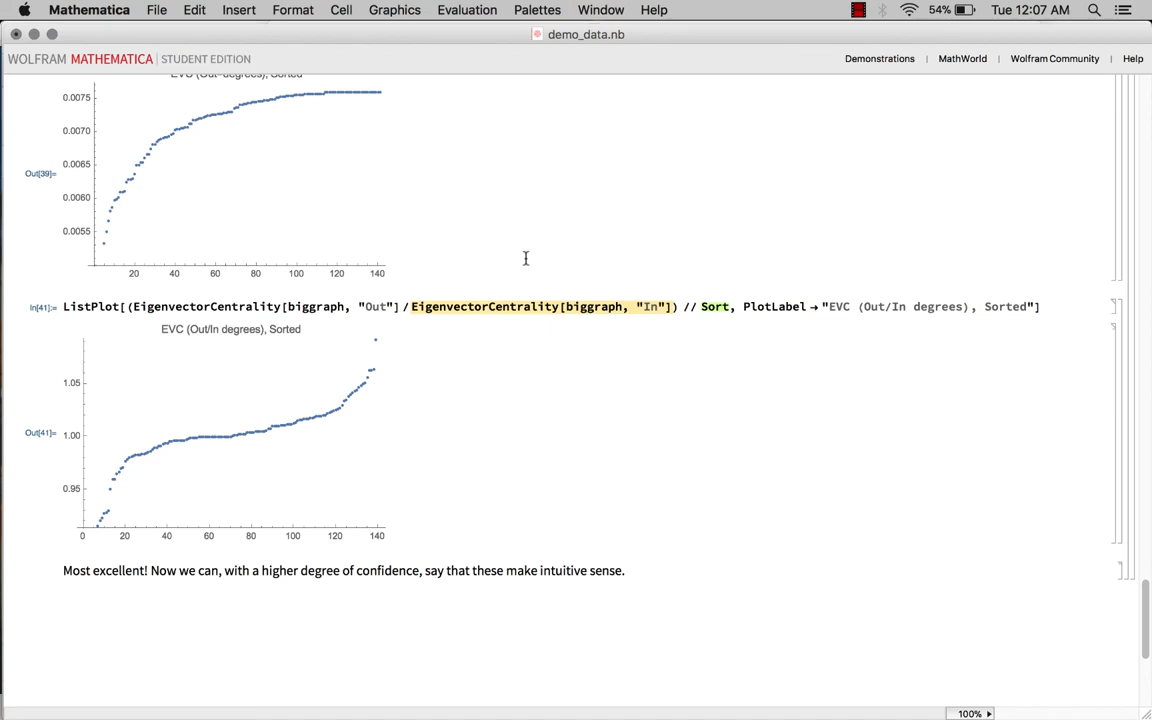 Mathematica File Edit Insert Format Cell Graphics Evaluation Palettes Window Help 54% Tue 12:07 AM
demo_data.nb
WOLFRAM MATHEMATICA | STUDENT EDITION Demonstrations | MathWorld | Wolfram Community | Help
EVC (Out-degrees), Sorted
0.0075
0.0070
0.0065
Out[39]=
0.0060
0.0055
20 40 60 80 100 120 140
In[41]:= ListPlot[(EigenvectorCentrality[biggraph, "Out"] / EigenvectorCentrality[biggraph, "In"]) // Sort, PlotLabel → "EVC (Out/In degrees), Sorted"]
EVC (Out/In degrees), Sorted
1.05
Out[41]= 1.00
0.95
0 20 40 60 80 100 120 140
Most excellent! Now we can, with a higher degree of confidence, say that these make intuitive sense.
100% ▶